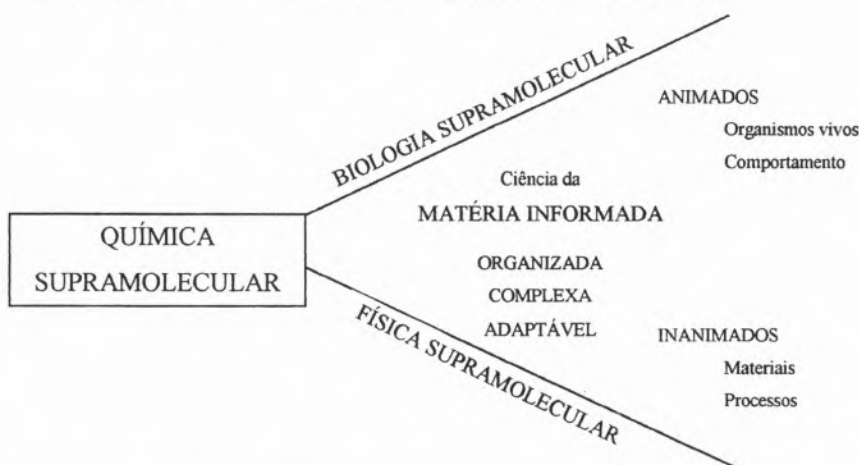 QUÍMICA
SUPRAMOLECULAR
BIOLOGIA SUPRAMOLECULAR
Ciência da
MATÉRIA INFORMADA
ORGANIZADA
COMPLEXA
ADAPTÁVEL
FÍSICA SUPRAMOLECULAR
ANIMADOS
Organismos vivos
Comportamento
INANIMADOS
Materiais
Processos